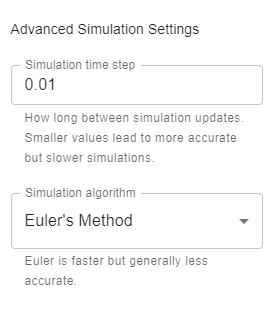 Advanced Simulation Settings
Simulation time step
0.01
How long between simulation updates.
Smaller values lead to more accurate
but slower simulations.
Simulation algorithm
Euler's Method
Euler is faster but generally less
accurate.